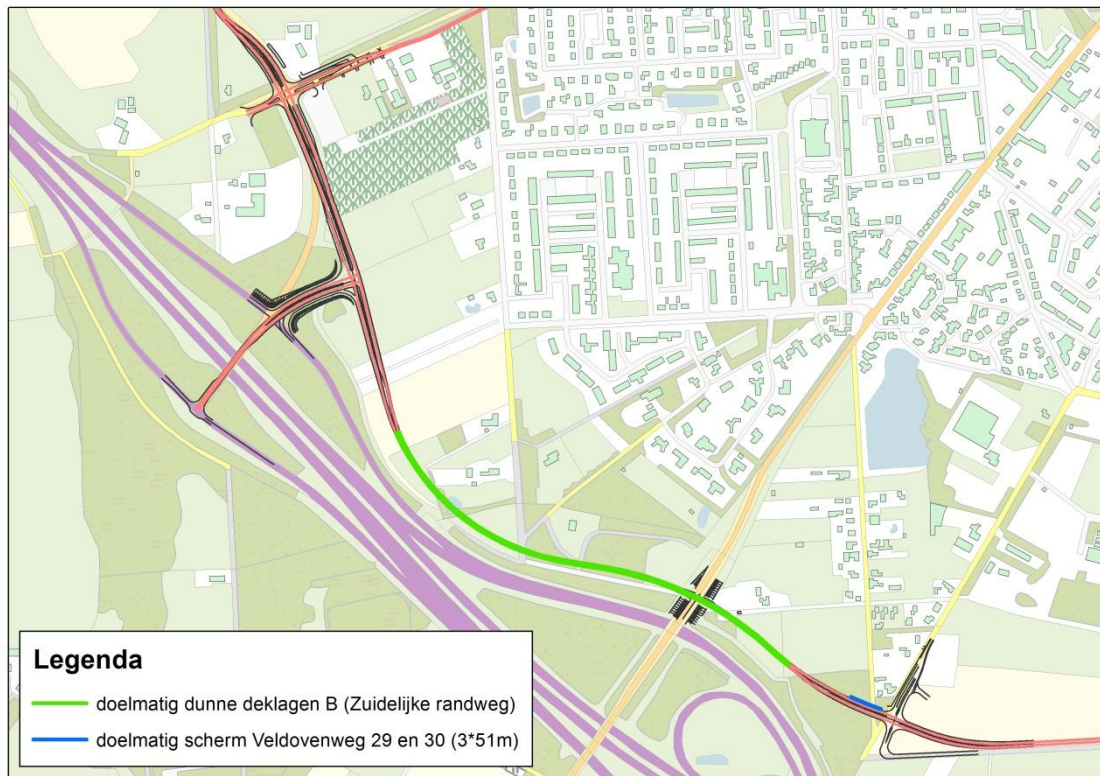 Legenda
doelmatig dunne deklagen B (Zuidelijke randweg)
doelmatig scherm Veldovenweg 29 en 30 (3*51m)